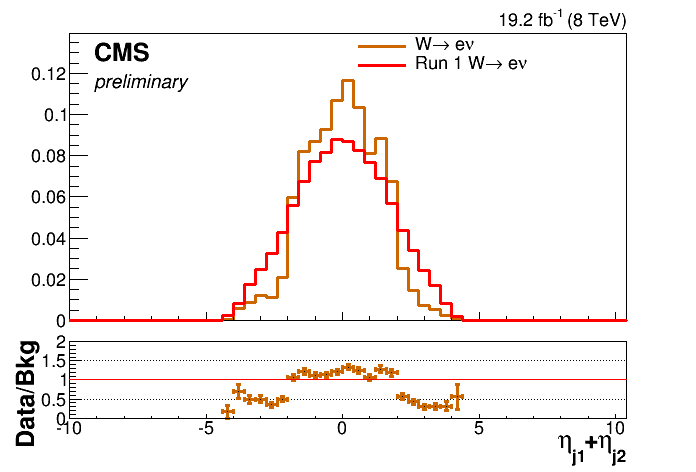 19.2 fb⁻¹ (8 TeV)
CMS
preliminary
W→ eν
Run 1 W→ eν
0.12
0.1
0.08
0.06
0.04
0.02
0
Data/Bkg
2
1.5
1
0.5
0
-10 -5 0 5 10
η_j1+η_j2